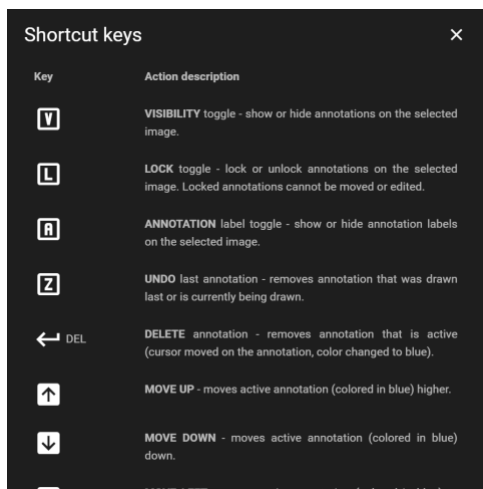 Shortcut keys
Key Action description
V VISIBILITY toggle - show or hide annotations on the selected
image.
L LOCK toggle - lock or unlock annotations on the selected
image. Locked annotations cannot be moved or edited.
A ANNOTATION label toggle - show or hide annotation labels
on the selected image.
Z UNDO last annotation - removes annotation that was drawn
last or is currently being drawn.
DEL DELETE annotation - removes annotation that is active
(cursor moved on the annotation, color changed to blue).
MOVE UP - moves active annotation (colored in blue) higher.
MOVE DOWN - moves active annotation (colored in blue)
down.